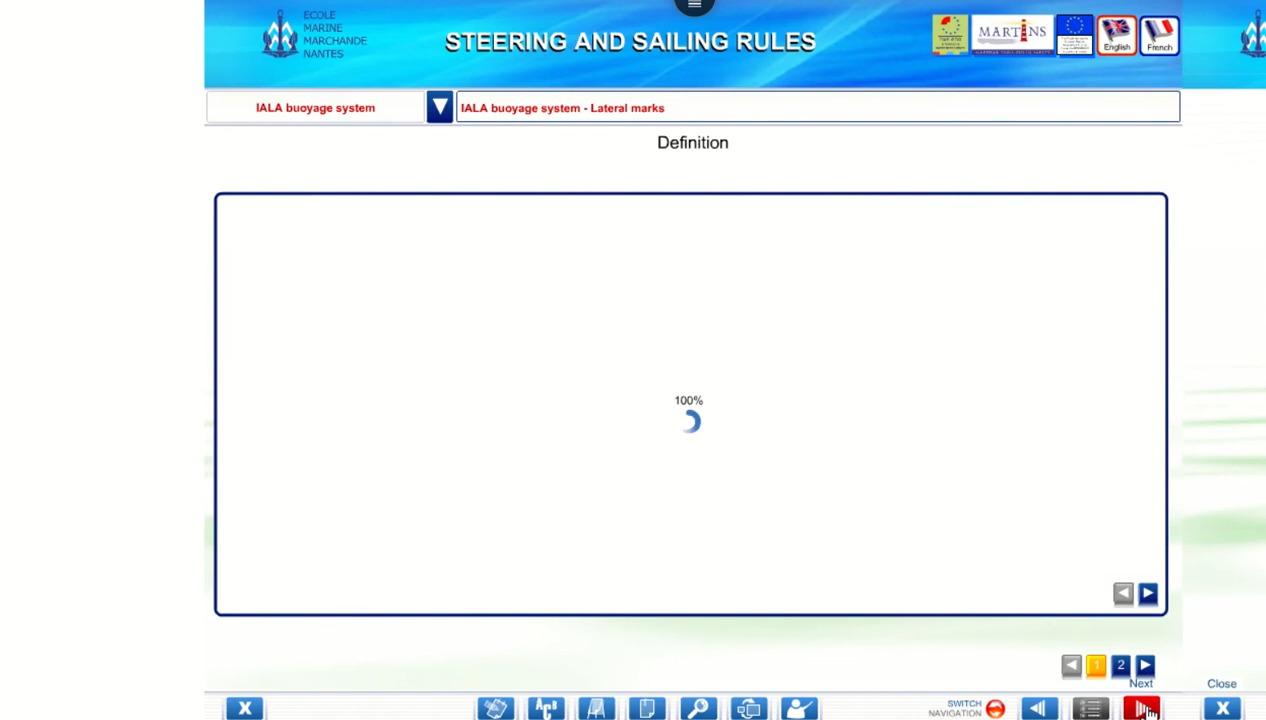 ECOLE
MARINE
MARCHANDE
NANTES
STEERING AND SAILING RULES
MARTINS
English
French
IALA buoyage system
IALA buoyage system - Lateral marks
Definition
100%
1
2
Next
Close
SWITCH
NAVIGATION